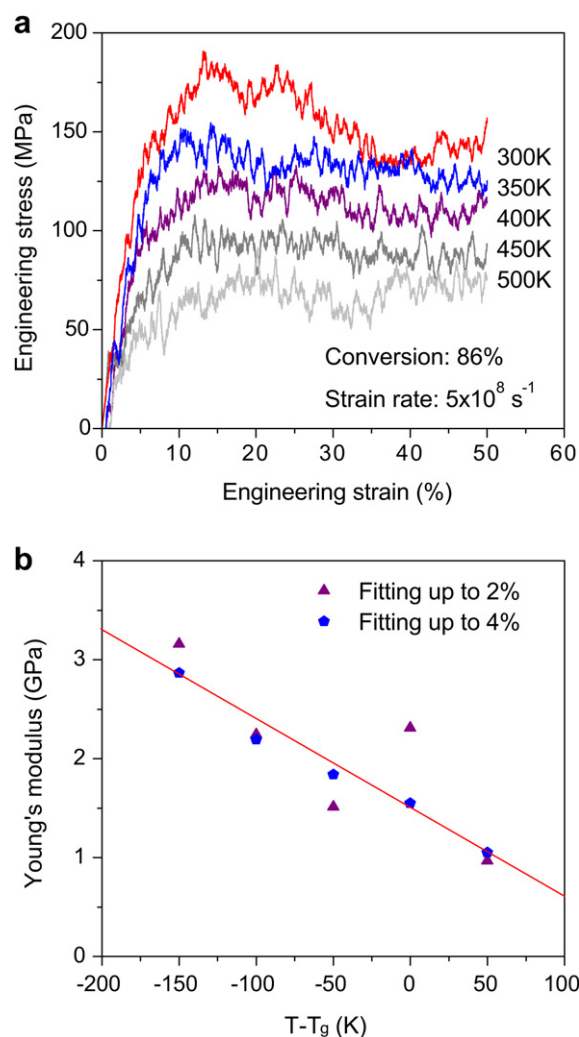 a
200
150
100
50
0
Engineering stress (MPa)
300K
350K
400K
450K
500K
Conversion: 86%
Strain rate: 5x10⁸ s⁻¹
0 10 20 30 40 50 60
Engineering strain (%)
b
4
3
2
1
0
Young's modulus (GPa)
Fitting up to 2%
Fitting up to 4%
-200 -150 -100 -50 0 50 100
T-Tg (K)